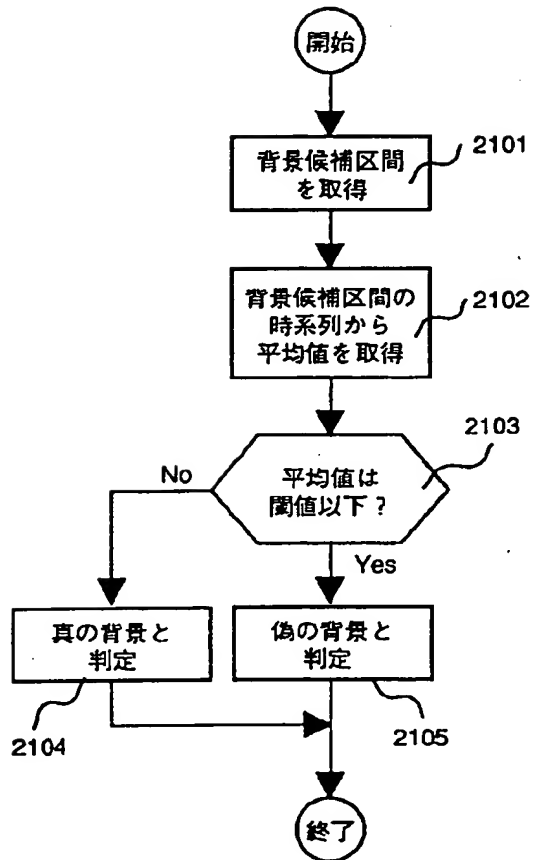 開始
背景候補区間
を取得
2101
背景候補区間の
時系列から
平均値を取得
2102
平均値は
閾値以下?
2103
No
Yes
真の背景と
判定
2104
偽の背景と
判定
2105
終了